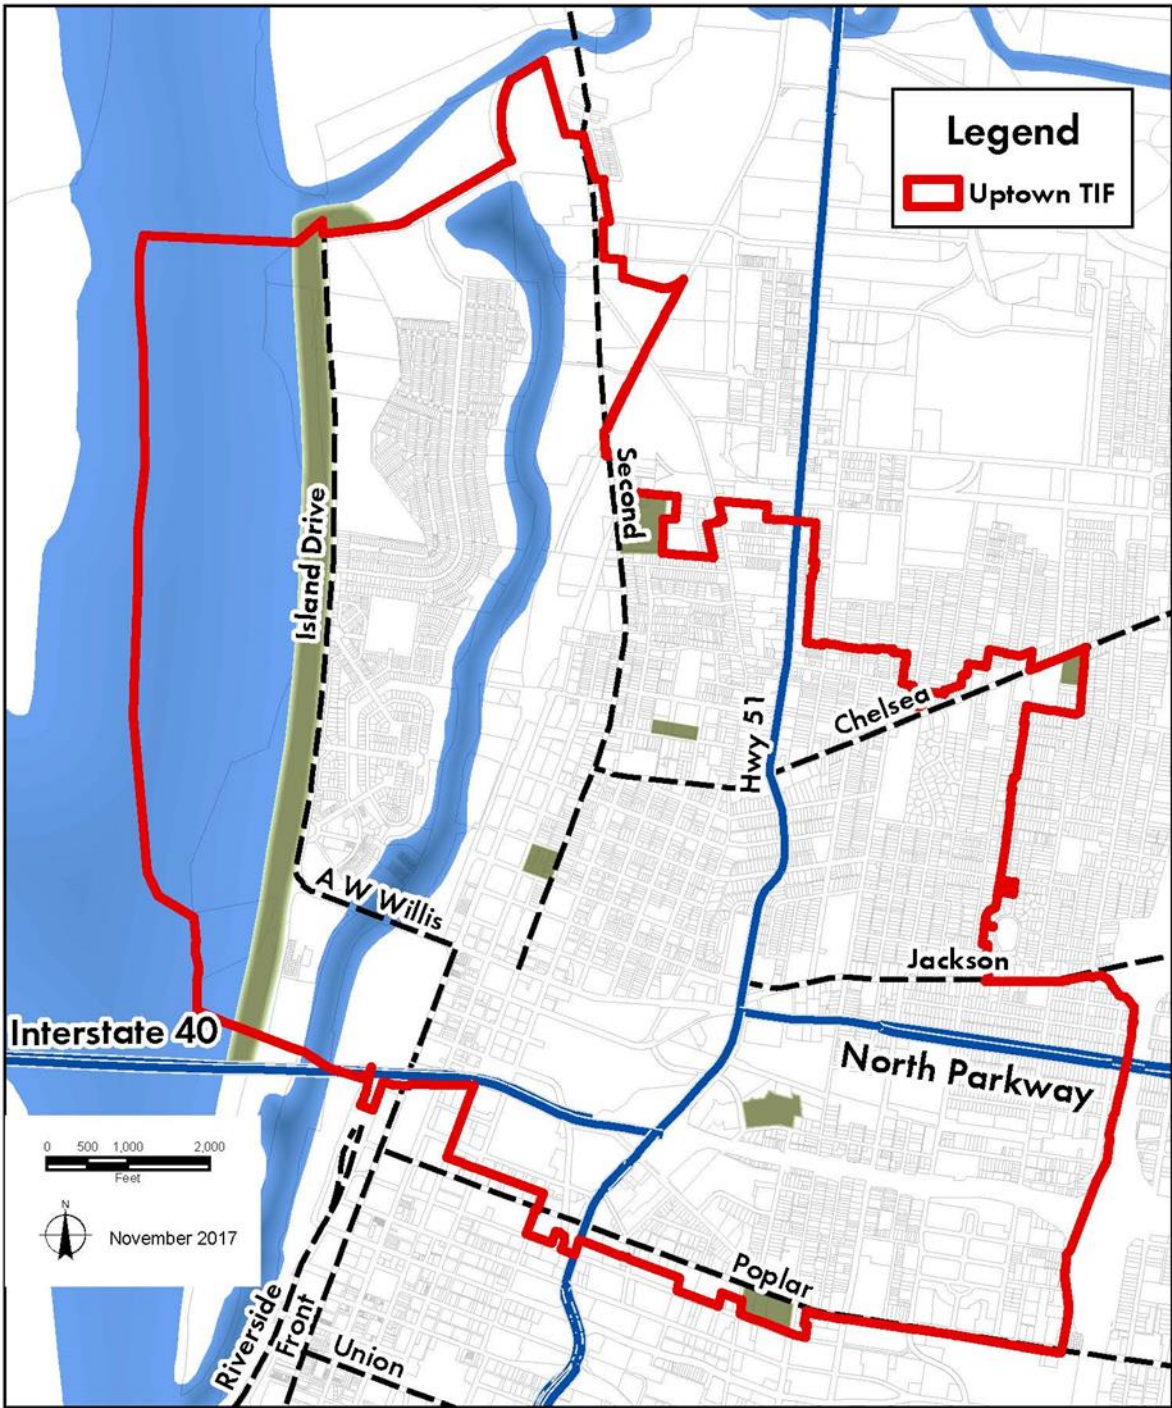 Legend
Uptown TIF
Second
Island Drive
Hwy 51
Chelsea
A W Willis
Jackson
Interstate 40
North Parkway
0 500 1,000 2,000
Feet
N
November 2017
Poplar
Riverside
Front
Union